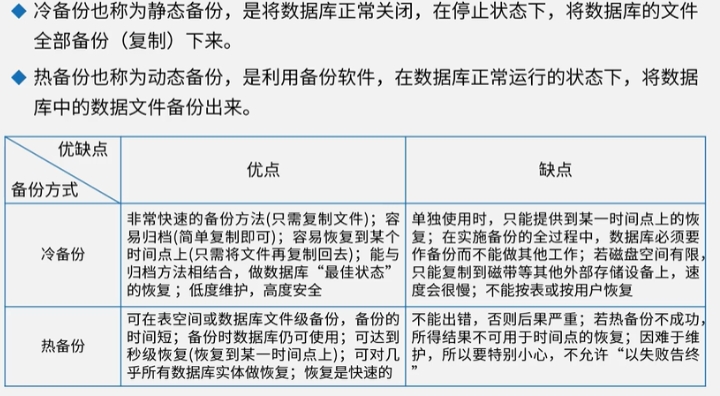 冷备份也称为静态备份，是将数据库正常关闭，在停止状态下，将数据库的文件
全部备份（复制）下来。
热备份也称为动态备份，是利用备份软件，在数据库正常运行的状态下，将数据
库中的数据文件备份出来。
优缺点
备份方式
优点
缺点
冷备份
非常快速的备份方法(只需复制文件)；容
易归档(简单复制即可)；容易恢复到某个
时间点上(只需将文件再复制回去)；能与
归档方法相结合，做数据库“最佳状态”
的恢复；低度维护，高度安全
单独使用时，只能提供到某一时间点上的恢
复；在实施备份的全过程中，数据库必须要
作备份而不能做其他工作；若磁盘空间有限，
只能复制到磁带等其他外部存储设备上，速
度会很慢；不能按表或按用户恢复
热备份
可在表空间或数据库文件级备份，备份的
时间短；备份时数据库仍可使用；可达到
秒级恢复(恢复到某一时间点上)；可对几
乎所有数据库实体做恢复；恢复是快速的
不能出错，否则后果严重；若热备份不成功，
所得结果不可用于时间点的恢复；因难于维
护，所以要特别小心，不允许“以失败告终
”